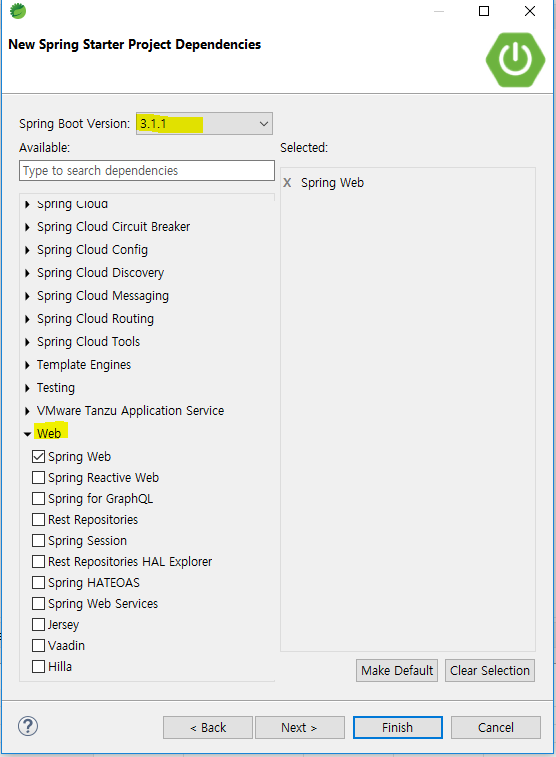 New Spring Starter Project Dependencies
Spring Boot Version: 3.1.1
Available:
Selected:
Type to search dependencies
X Spring Web
Spring Cloud
Spring Cloud Circuit Breaker
Spring Cloud Config
Spring Cloud Discovery
Spring Cloud Messaging
Spring Cloud Routing
Spring Cloud Tools
Template Engines
Testing
VMware Tanzu Application Service
Web
Spring Web
Spring Reactive Web
Spring for GraphQL
Rest Repositories
Spring Session
Rest Repositories HAL Explorer
Spring HATEOAS
Spring Web Services
Jersey
Vaadin
Hilla
Make Default Clear Selection
? < Back Next > Finish Cancel